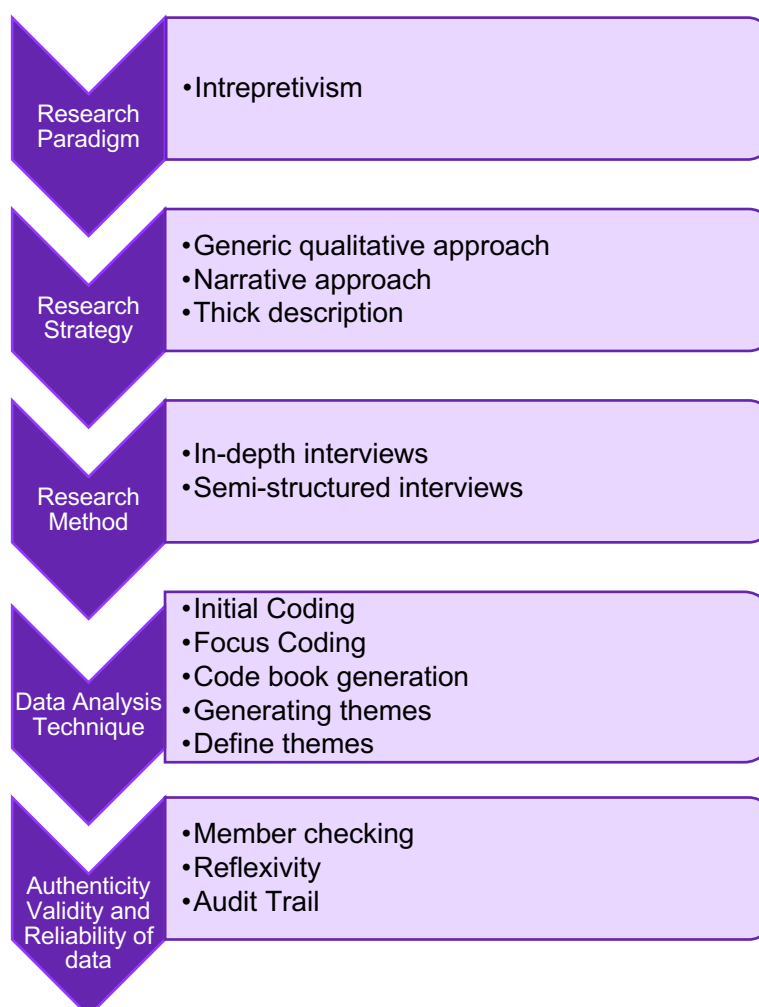 Research
Paradigm
•Intrepretivism
Research
Strategy
•Generic qualitative approach
•Narrative approach
•Thick description
Research
Method
•In-depth interviews
•Semi-structured interviews
Data Analysis
Technique
•Initial Coding
•Focus Coding
•Code book generation
•Generating themes
•Define themes
Authenticity
Validity and
Reliability of
data
•Member checking
•Reflexivity
•Audit Trail